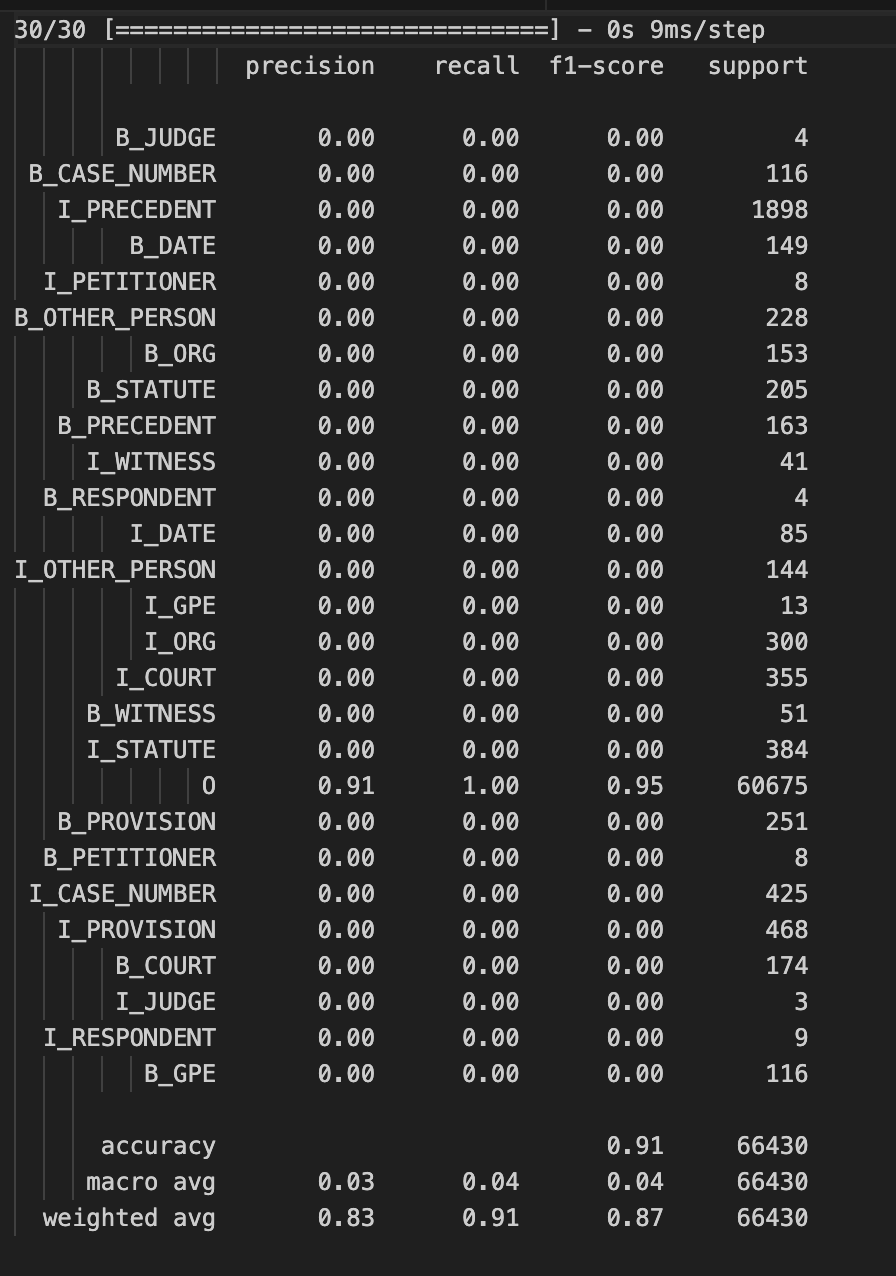 30/30 [==============================] - 0s 9ms/step
precision recall f1-score support
B_JUDGE 0.00 0.00 0.00 4
B_CASE_NUMBER 0.00 0.00 0.00 116
I_PRECEDENT 0.00 0.00 0.00 1898
B_DATE 0.00 0.00 0.00 149
I_PETITIONER 0.00 0.00 0.00 8
B_OTHER_PERSON 0.00 0.00 0.00 228
B_ORG 0.00 0.00 0.00 153
B_STATUTE 0.00 0.00 0.00 205
B_PRECEDENT 0.00 0.00 0.00 163
I_WITNESS 0.00 0.00 0.00 41
B_RESPONDENT 0.00 0.00 0.00 4
I_DATE 0.00 0.00 0.00 85
I_OTHER_PERSON 0.00 0.00 0.00 144
I_GPE 0.00 0.00 0.00 13
I_ORG 0.00 0.00 0.00 300
I_COURT 0.00 0.00 0.00 355
B_WITNESS 0.00 0.00 0.00 51
I_STATUTE 0.00 0.00 0.00 384
O 0.91 1.00 0.95 60675
B_PROVISION 0.00 0.00 0.00 251
B_PETITIONER 0.00 0.00 0.00 8
I_CASE_NUMBER 0.00 0.00 0.00 425
I_PROVISION 0.00 0.00 0.00 468
B_COURT 0.00 0.00 0.00 174
I_JUDGE 0.00 0.00 0.00 3
I_RESPONDENT 0.00 0.00 0.00 9
B_GPE 0.00 0.00 0.00 116
accuracy 0.91 66430
macro avg 0.03 0.04 0.04 66430
weighted avg 0.83 0.91 0.87 66430